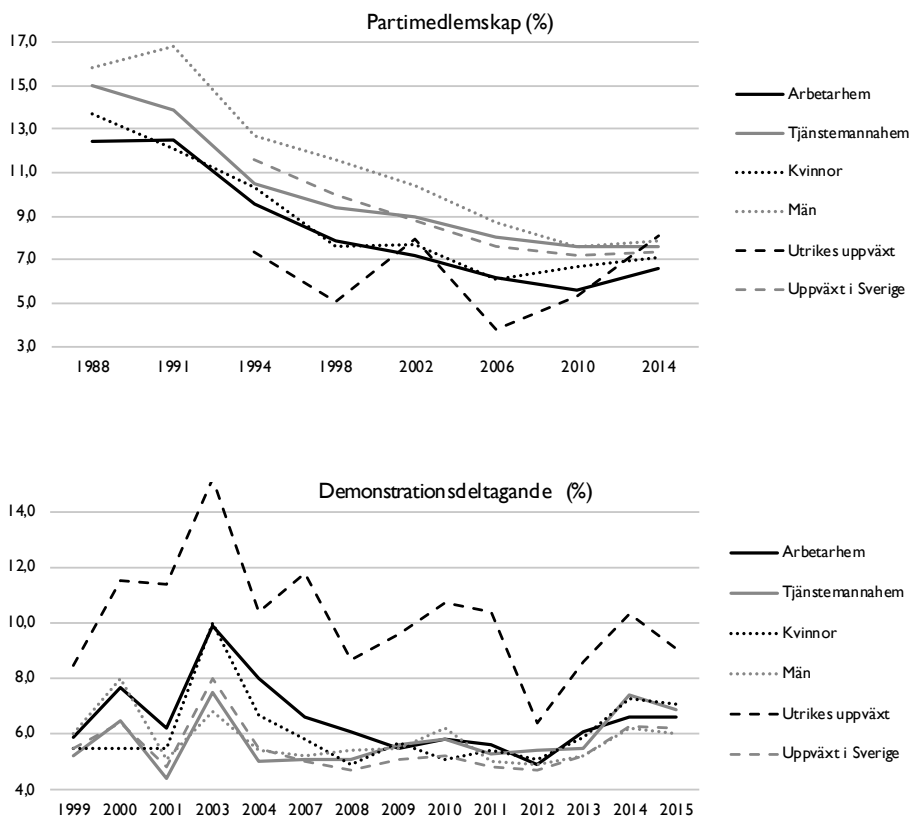 Partimedlemskap (%)
17,0
15,0
13,0
11,0
9,0
7,0
5,0
3,0
1988 1991 1994 1998 2002 2006 2010 2014
Arbetarhem
Tjänstemannahem
Kvinnor
Män
Utrikes uppväxt
Uppväxt i Sverige
Demonstrationsdeltagande (%)
14,0
12,0
10,0
8,0
6,0
4,0
1999 2000 2001 2003 2004 2007 2008 2009 2010 2011 2012 2013 2014 2015
Arbetarhem
Tjänstemannahem
Kvinnor
Män
Utrikes uppväxt
Uppväxt i Sverige